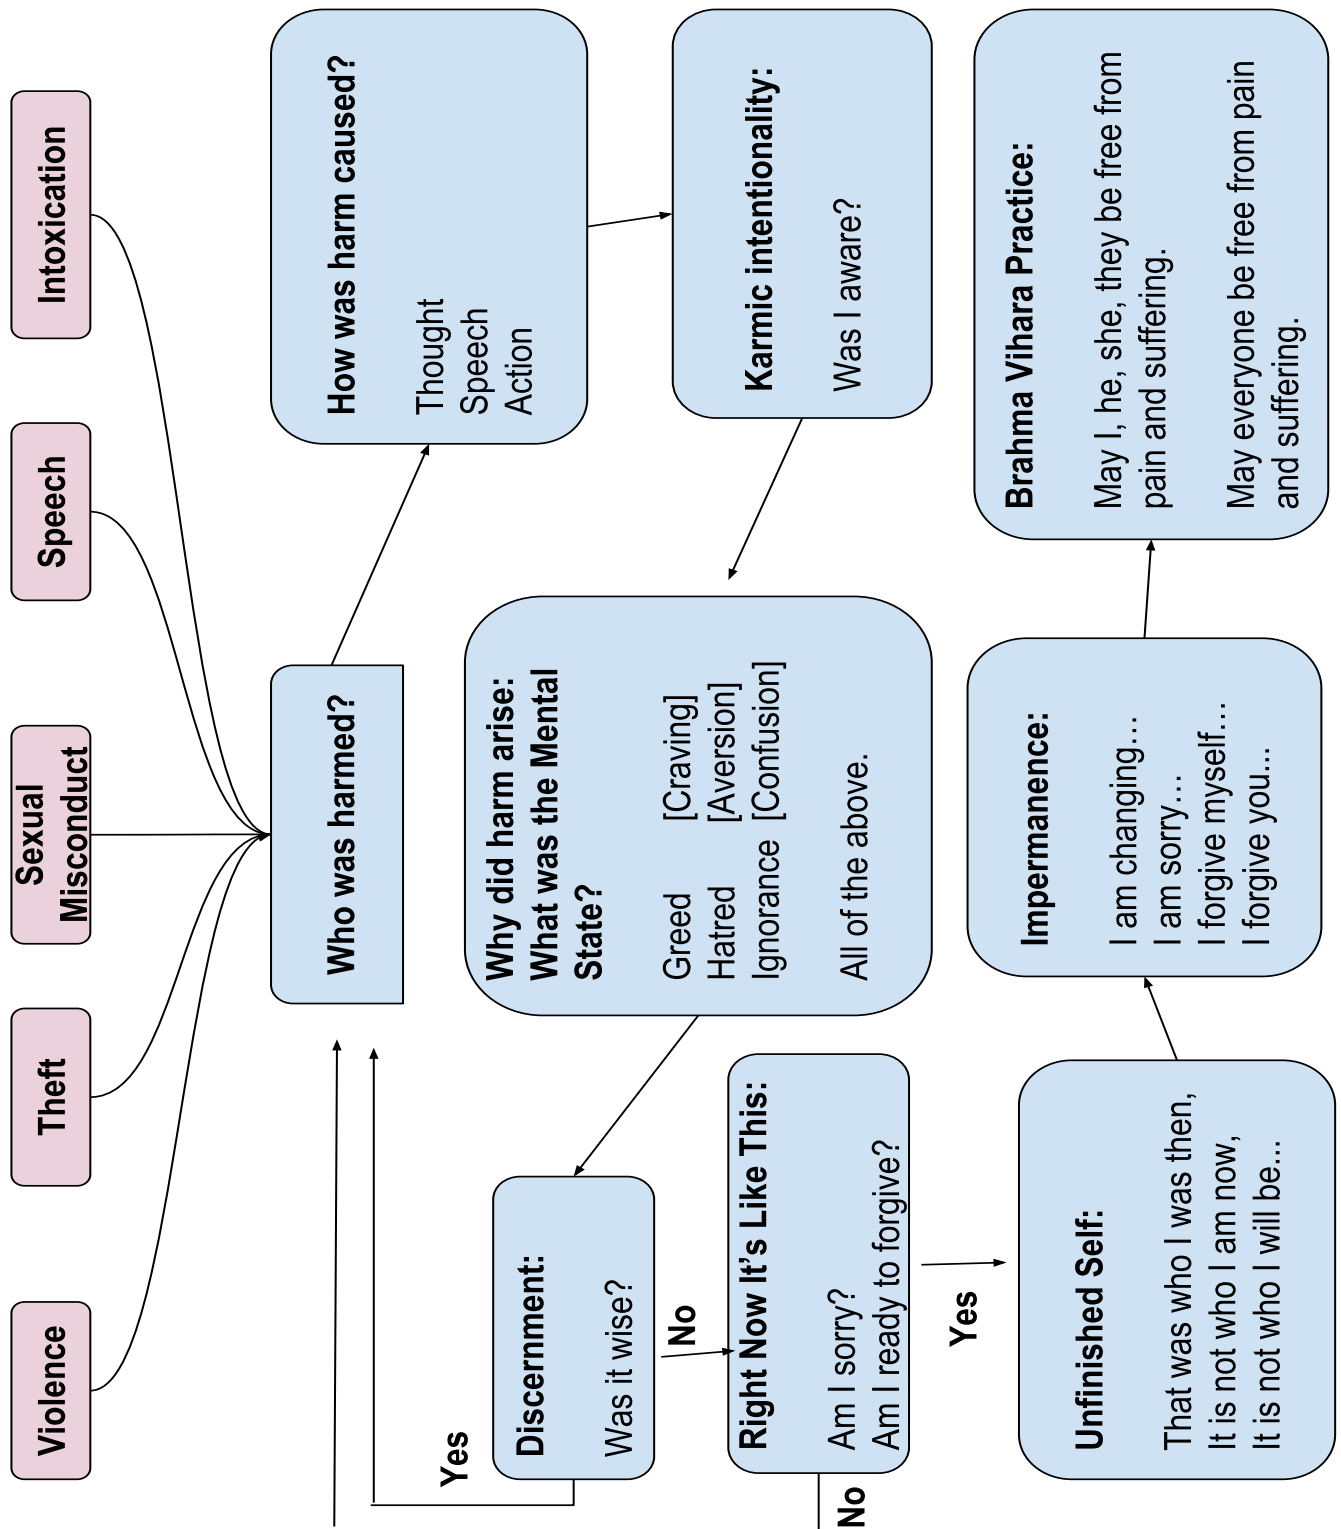 Violence
Theft
Sexual
Misconduct
Speech
Intoxication
Who was harmed?
How was harm caused?
Thought
Speech
Action
Karmic intentionality:
Was I aware?
Why did harm arise:
What was the Mental
State?
Greed [Craving]
Hatred [Aversion]
Ignorance [Confusion]
All of the above.
Discernment:
Was it wise?
Yes
No
Right Now It’s Like This:
Am I sorry?
Am I ready to forgive?
No
Yes
Unfinished Self:
That was who I was then,
It is not who I am now,
It is not who I will be...
Impermanence:
I am changing…
I am sorry…
I forgive myself…
I forgive you...
Brahma Vihara Practice:
May I, he, she, they be free from
pain and suffering.
May everyone be free from pain
and suffering.